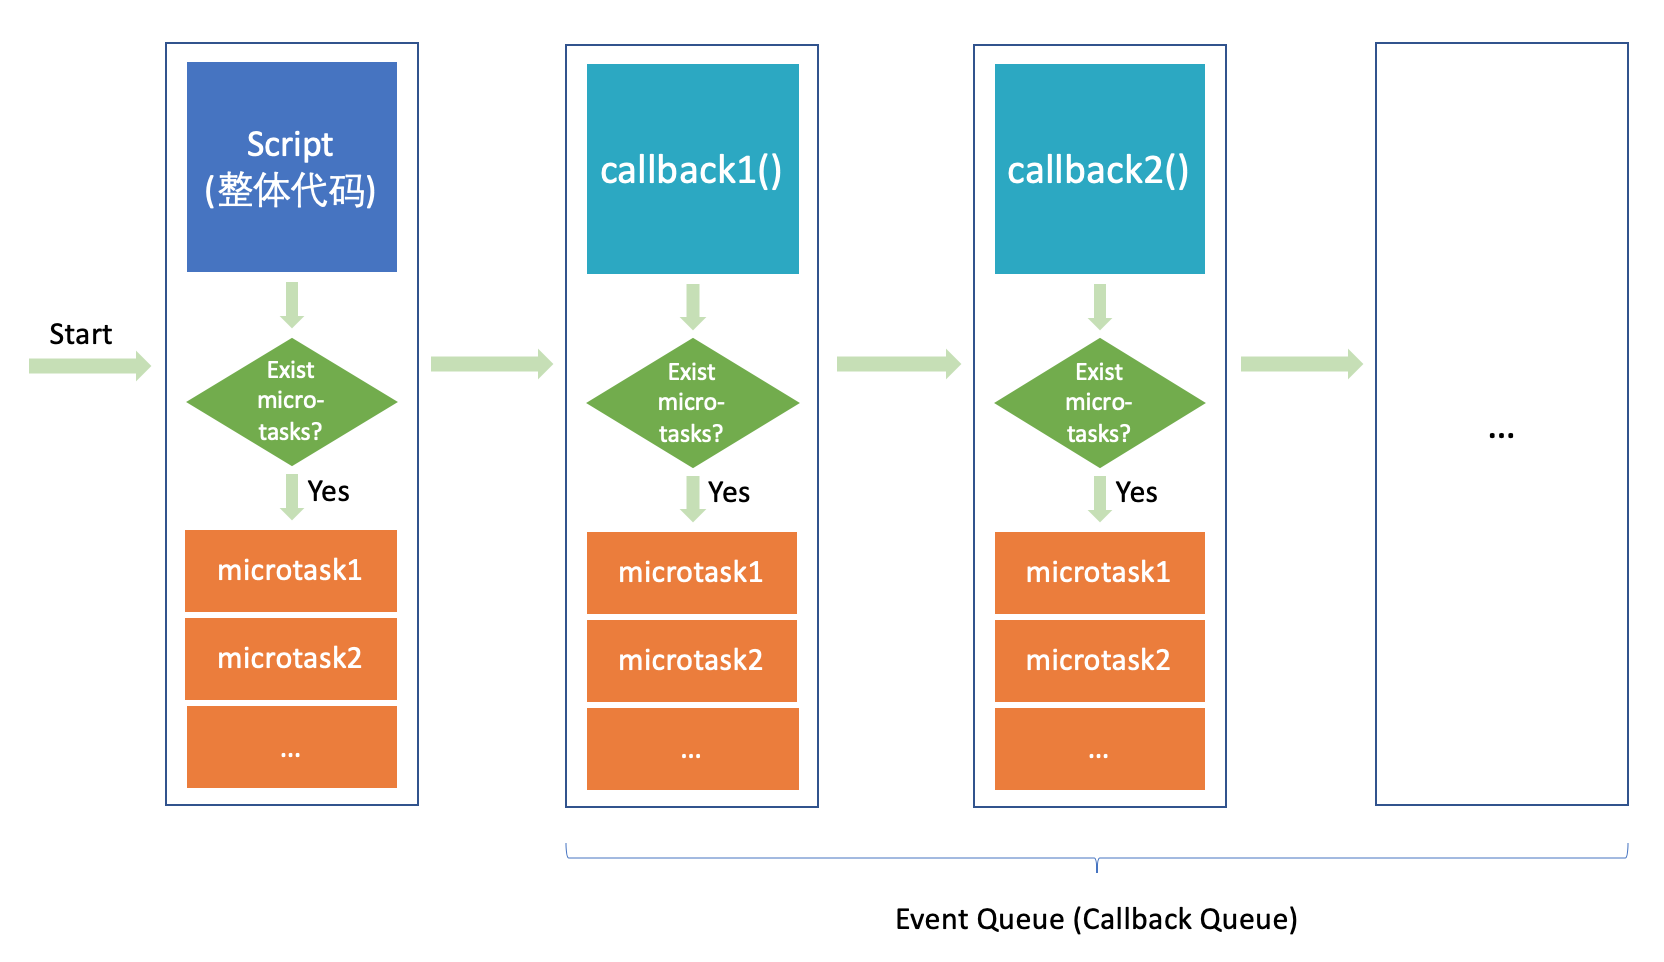 Start
Script
(整体代码)
Exist
micro-
tasks?
Yes
microtask1
microtask2
...
callback1()
Exist
micro-
tasks?
Yes
microtask1
microtask2
...
callback2()
Exist
micro-
tasks?
Yes
microtask1
microtask2
...
...
Event Queue (Callback Queue)